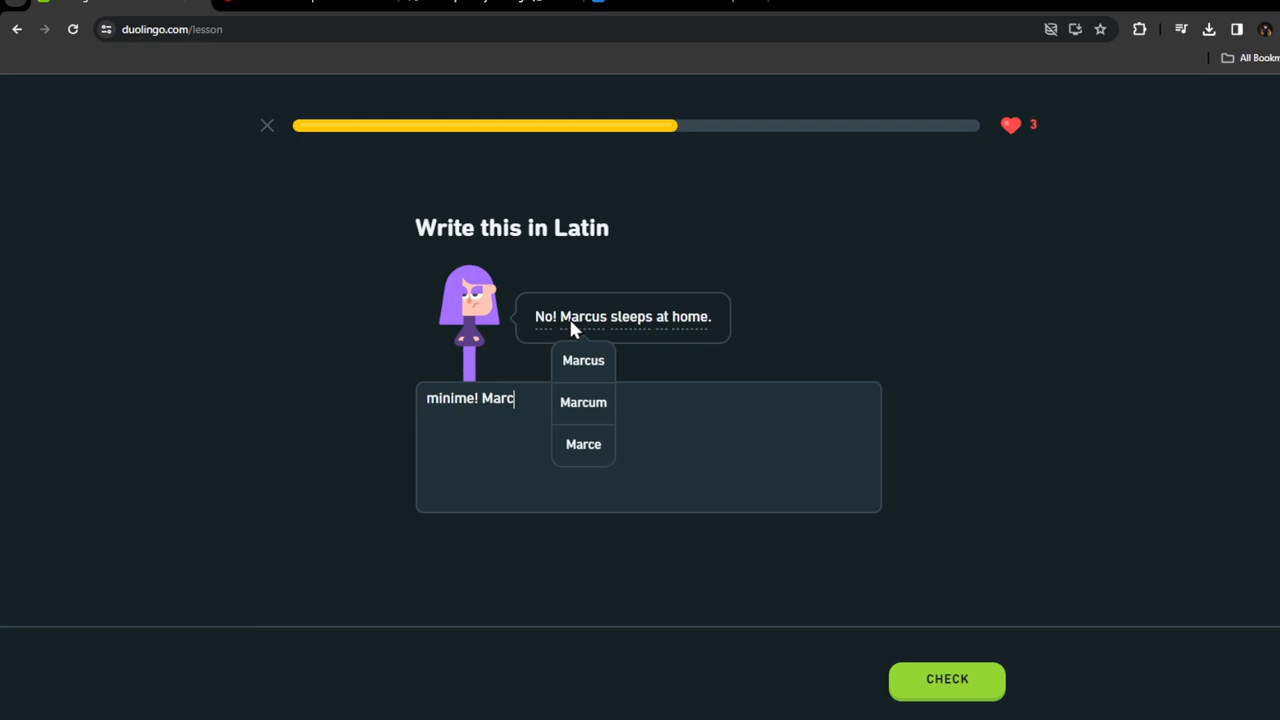 duolingo.com/lesson
All Bookm
3
Write this in Latin
No! Marcus sleeps at home.
Marcus
minime! Marc
Marcum
Marce
CHECK